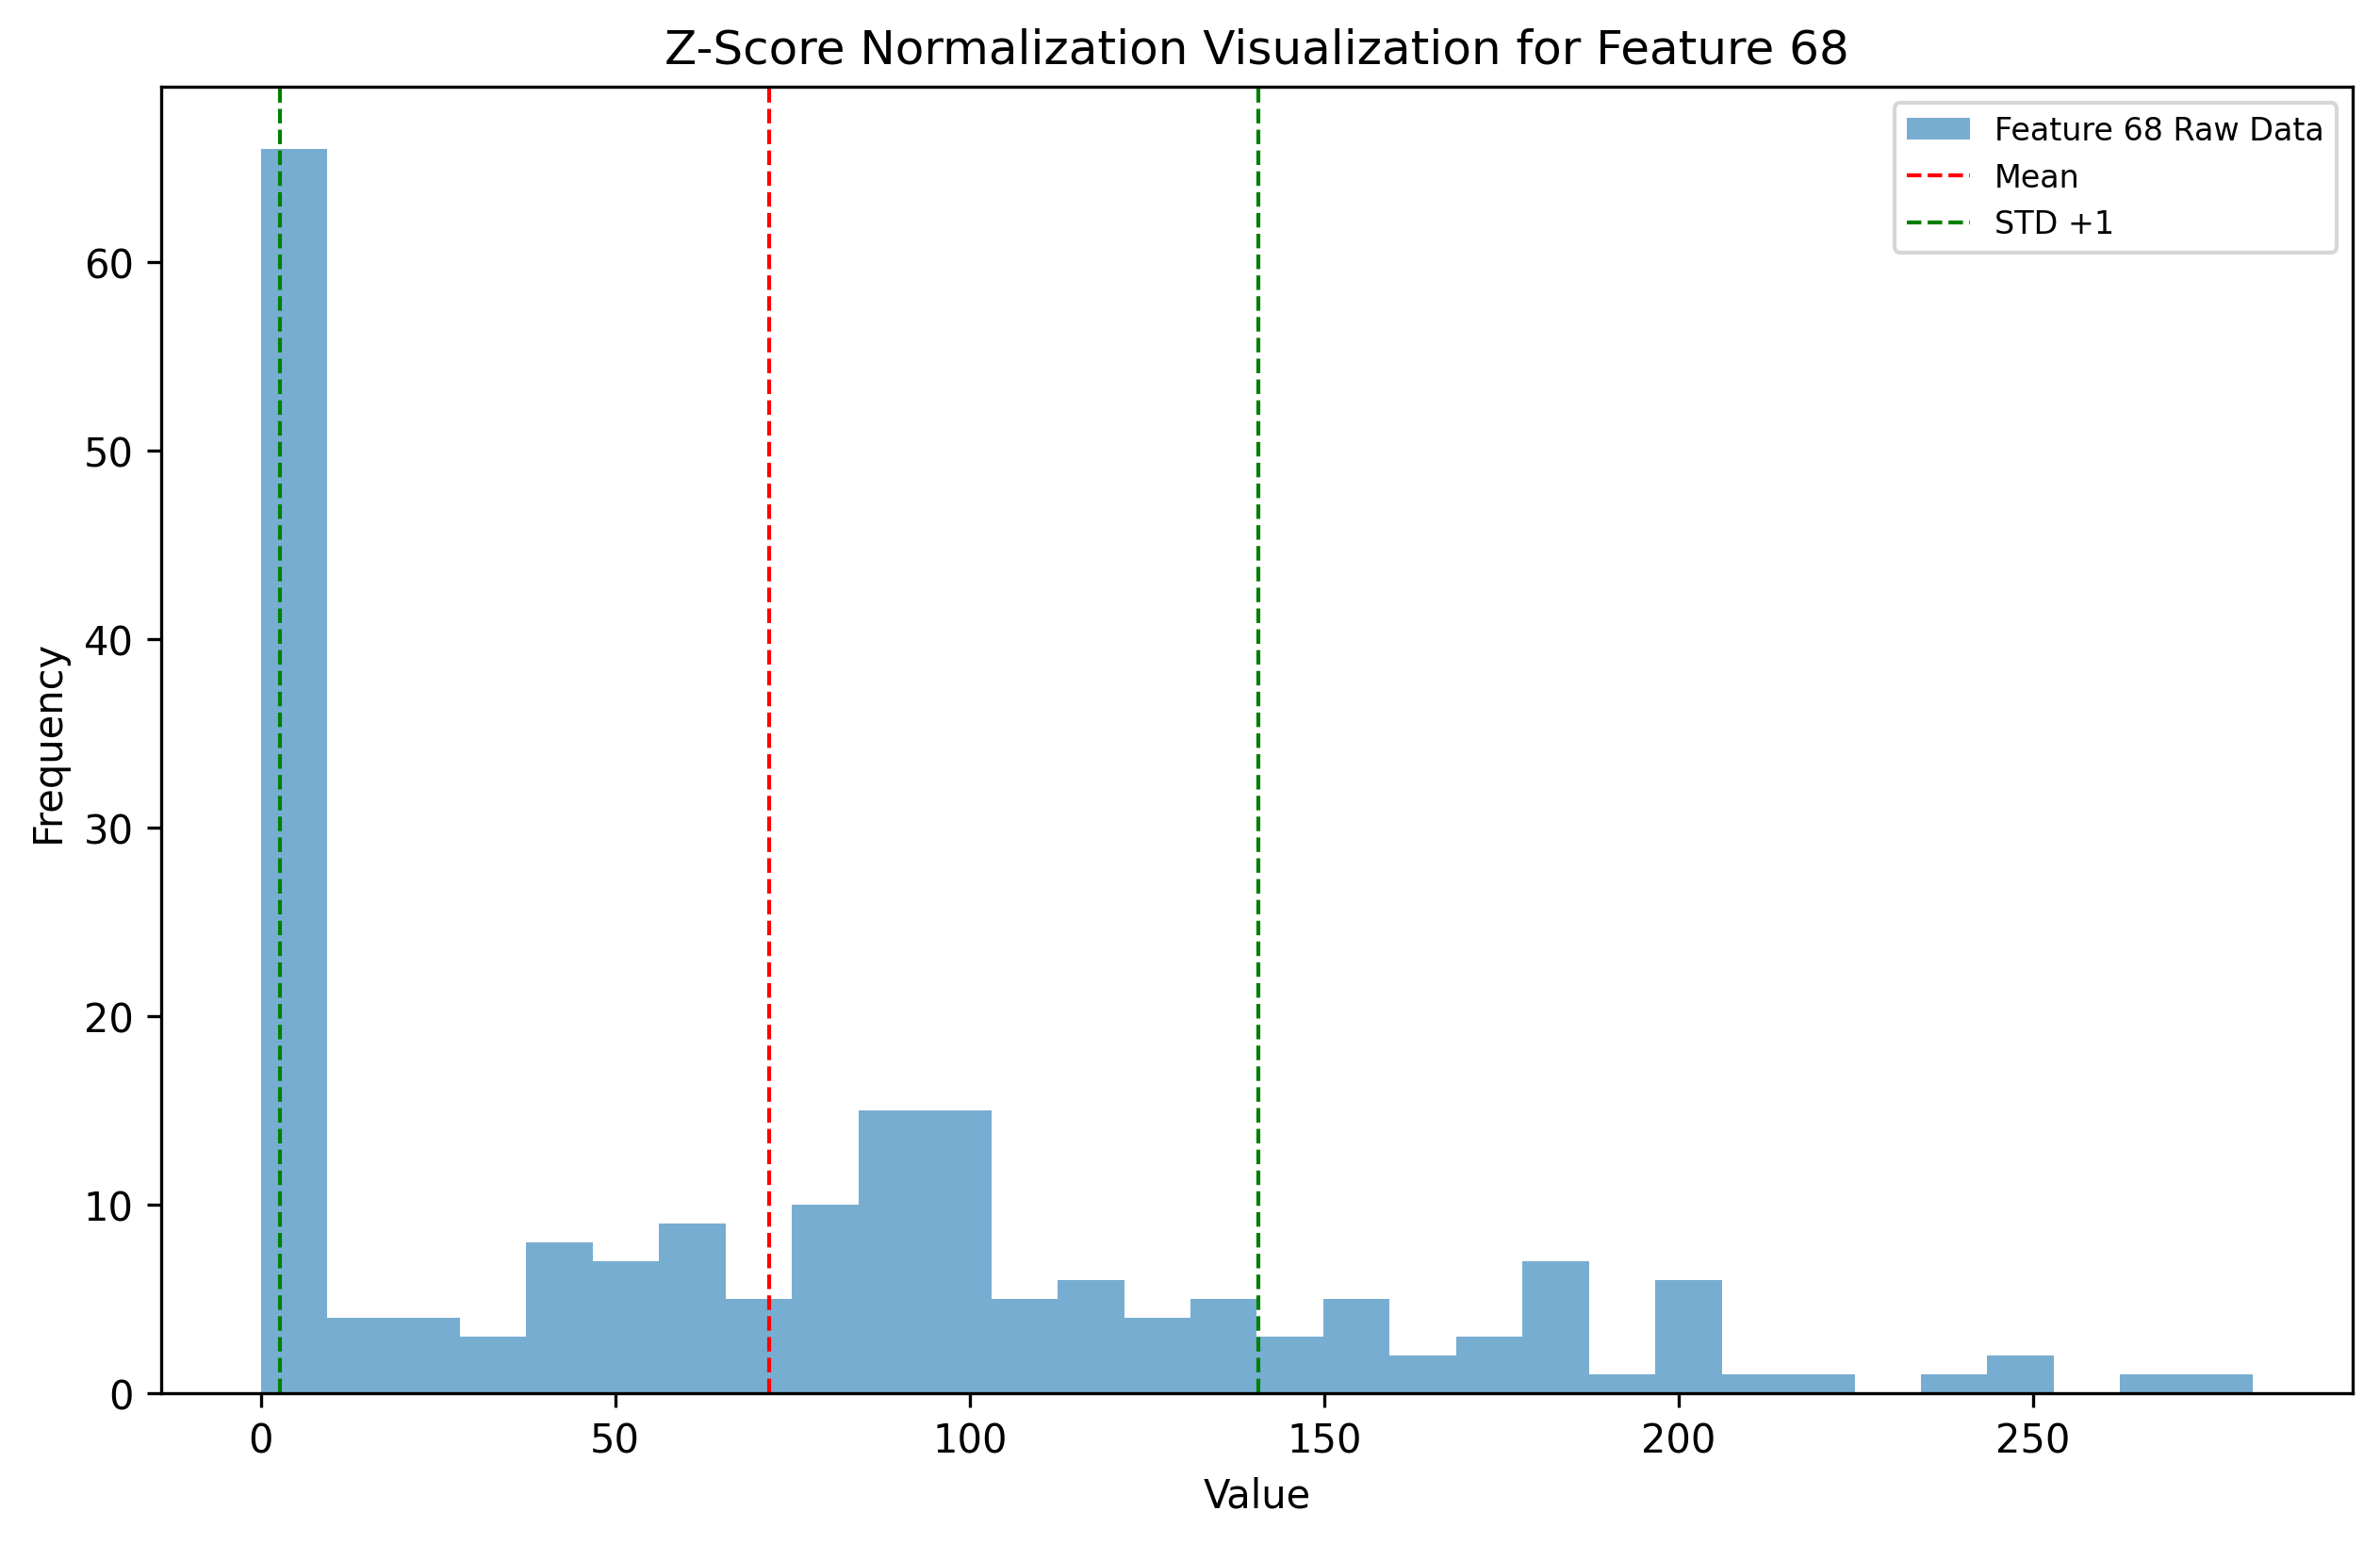 Z-Score Normalization Visualization for Feature 68
Feature 68 Raw Data
Mean
STD +1
Frequency
60
50
40
30
20
10
0
0 50 100 150 200 250
Value